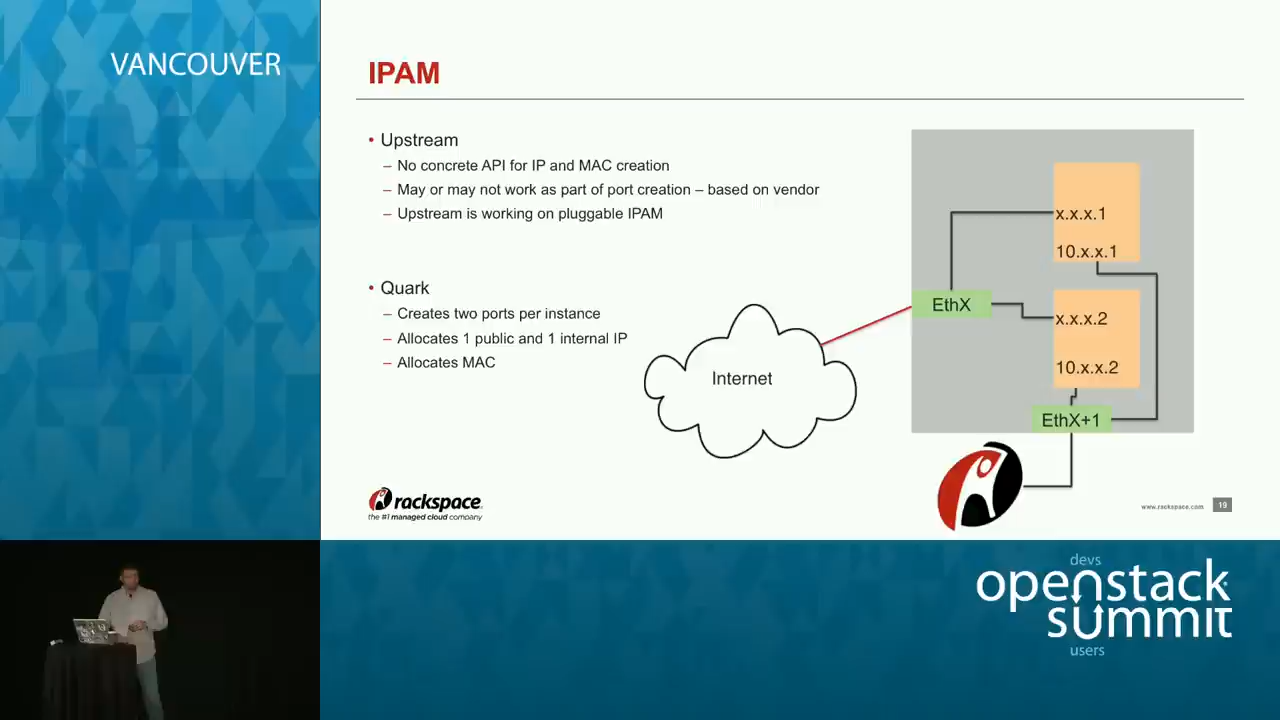 VANCOUVER
IPAM
• Upstream
– No concrete API for IP and MAC creation
– May or may not work as part of port creation – based on vendor
– Upstream is working on pluggable IPAM
• Quark
– Creates two ports per instance
– Allocates 1 public and 1 internal IP
– Allocates MAC
Internet
x.x.x.1
10.x.x.1
EthX
x.x.x.2
10.x.x.2
EthX+1
rackspace
the #1 managed cloud company
www.rackspace.com
19
devs
openstack
summit
users